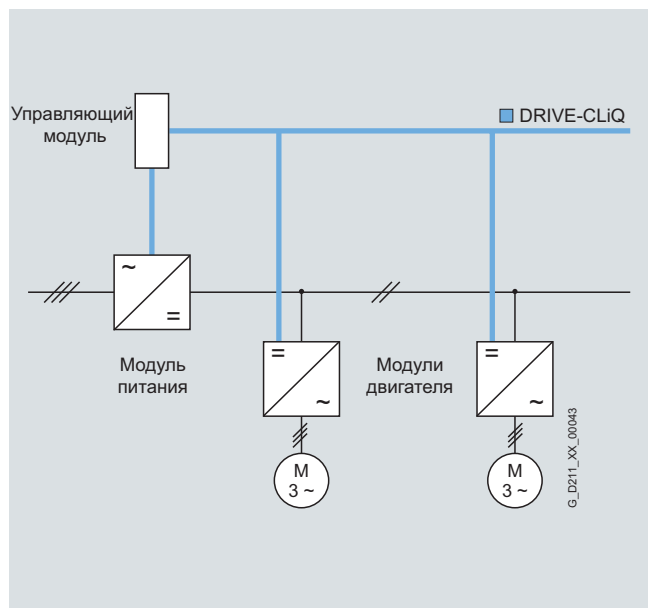 Управляющий
модуль
DRIVE-CLiQ
~
=
Модуль
питания
=
~
Модули
двигателя
=
~
M
3 ~
M
3 ~
G_D211_XX_00043